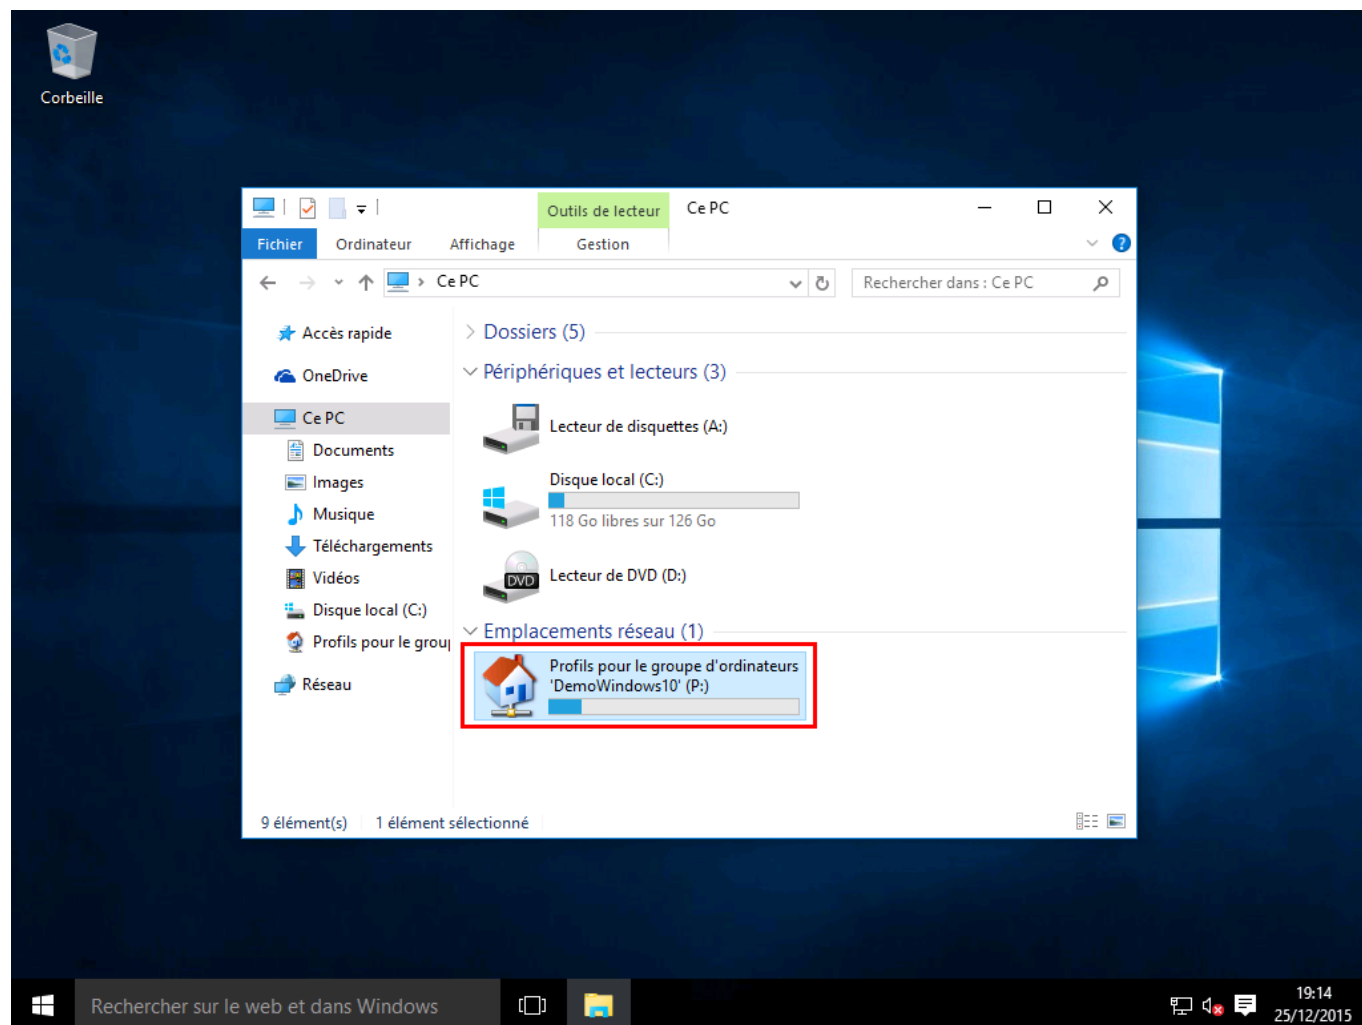 Corbeille
Outils de lecteur
Ce PC
Fichier
Ordinateur
Affichage
Gestion
Ce PC
Rechercher dans : Ce PC
Accès rapide
OneDrive
Ce PC
Documents
Images
Musique
Téléchargements
Vidéos
Disque local (C:)
Profils pour le group
Réseau
Dossiers (5)
Périphériques et lecteurs (3)
Lecteur de disquettes (A:)
Disque local (C:)
118 Go libres sur 126 Go
DVD
Lecteur de DVD (D:)
Emplacements réseau (1)
Profils pour le groupe d'ordinateurs
'DemoWindows10' (P:)
9 élément(s)
1 élément sélectionné
Rechercher sur le web et dans Windows
19:14
25/12/2015